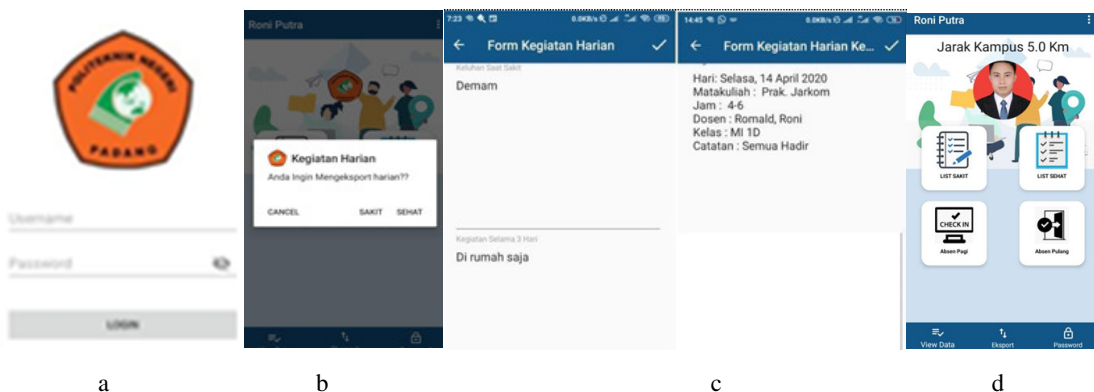 POLITEKNIK NEGERI
PADANG
Username
Password
LOGIN
Roni Putra
Kegiatan Harian
Anda Ingin Mengeksport harian??
CANCEL SAKIT SEHAT
7:23
Form Kegiatan Harian
Keluhan Saat Sakit
Demam
Kegiatan Selama 3 Hari
Di rumah saja
14:45
Form Kegiatan Harian Ke...
Hari: Selasa, 14 April 2020
Matakuliah : Prak. Jarkom
Jam : 4-6
Dosen : Romald, Roni
Kelas : MI 1D
Catatan : Semua Hadir
Roni Putra
Jarak Kampus 5.0 Km
LIST SAKIT LIST SEHAT
CHECK IN
Absen Pagi Absen Pulang
View Data Eksport Password
a b c d